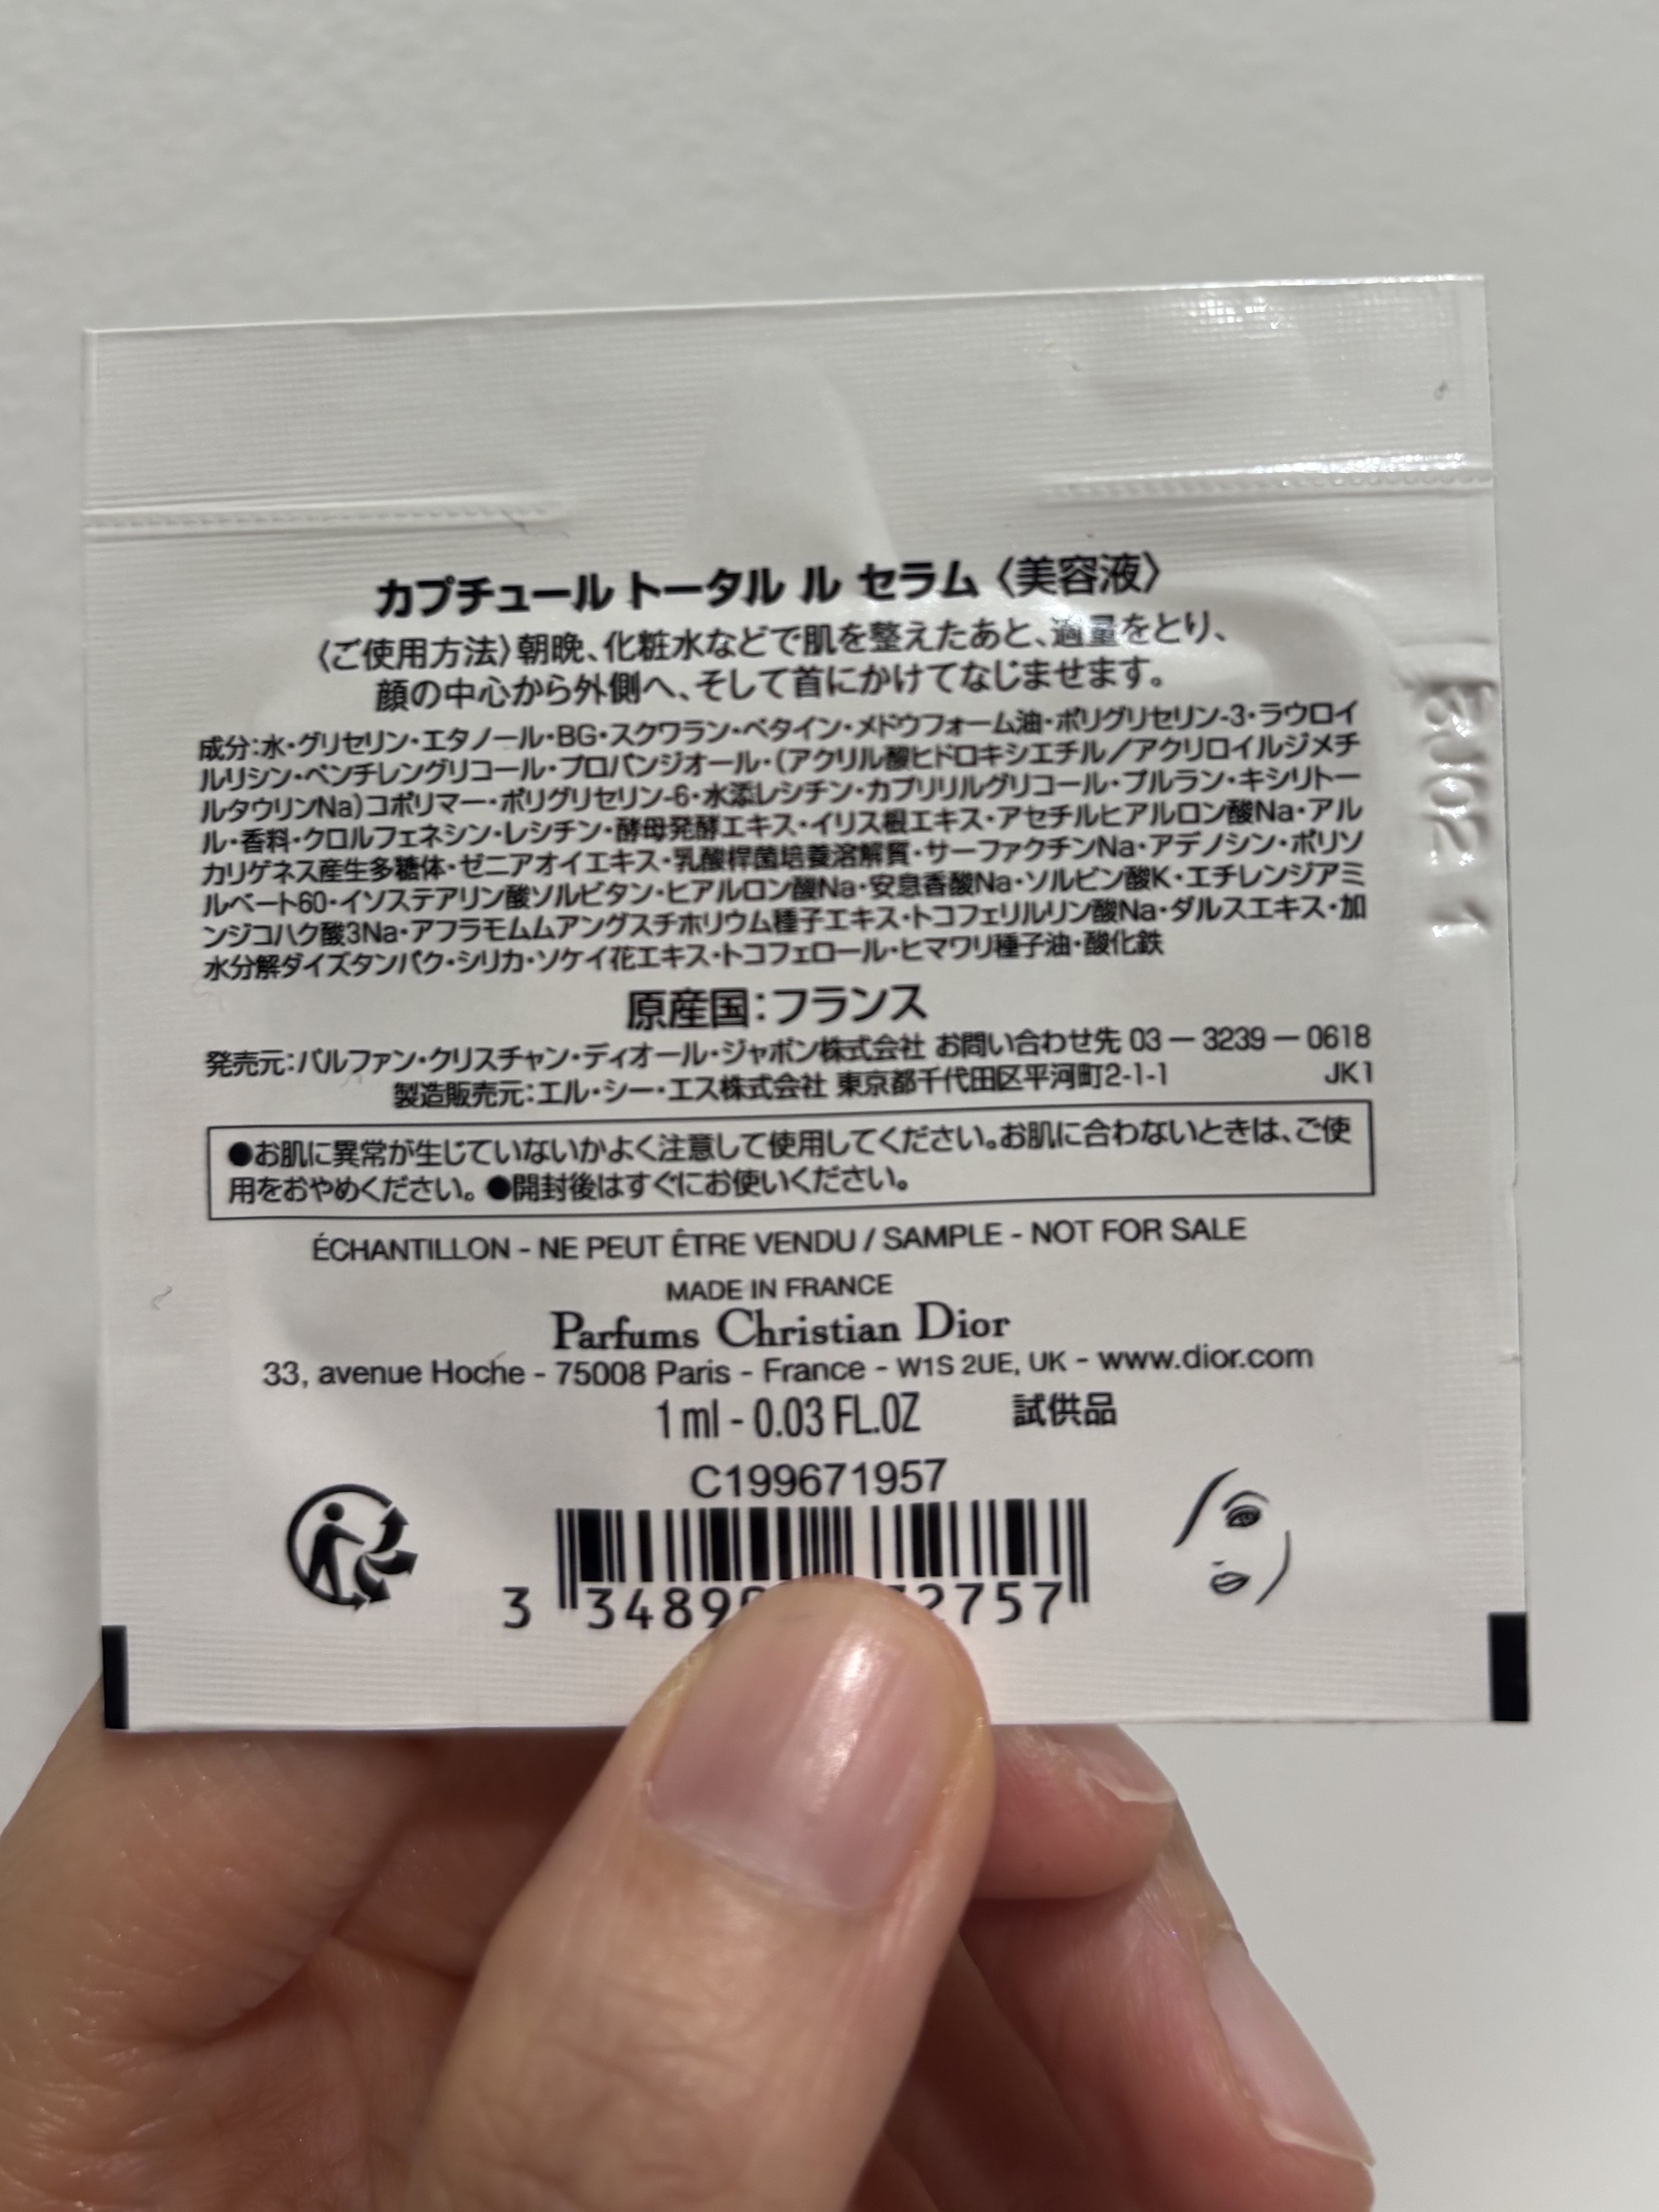 カプチュール トータル ル セラム〈美容液〉
〈ご使用方法〉朝晩、化粧水などで肌を整えたあと、適量をとり、
顔の中心から外側へ、そして首にかけてなじませます。
成分:水・グリセリン・エタノール・BG・スクワラン・ベタイン・メドウフォーム油・ポリグリセリン-3・ラウロイ
ルリシン・ペンチレングリコール・プロパンジオール・(アクリル酸ヒドロキシエチル/アクリロイルジメチ
ルタウリンNa)コポリマー・ポリグリセリン-6・水添レシチン・カプリリルグリコール・プルラン・キシリトー
ル・香料・クロルフェネシン・レシチン・酵母発酵エキス・イリス根エキス・アセチルヒアルロン酸Na・アル
カリゲネス産生多糖体・ゼニアオイエキス・乳酸桿菌培養溶解質・サーファクチンNa・アデノシン・ポリソ
ルベート60・イソステアリン酸ソルビタン・ヒアルロン酸Na・安息香酸Na・ソルビン酸K・エチレンジアミ
ンジコハク酸3Na・アフラモムムアングスチホリウム種子エキス・トコフェリルリン酸Na・ダルスエキス・加
水分解ダイズタンパク・シリカ・ソケイ花エキス・トコフェロール・ヒマワリ種子油・酸化鉄
原産国:フランス
発売元:パルファン・クリスチャン・ディオール・ジャポン株式会社 お問い合わせ先 03 − 3239 − 0618
製造販売元:エル・シー・エス株式会社 東京都千代田区平河町2-1-1 JK1
●お肌に異常が生じていないかよく注意して使用してください。お肌に合わないときは、ご使
用をおやめください。●開封後はすぐにお使いください。
ÉCHANTILLON - NE PEUT ÊTRE VENDU / SAMPLE - NOT FOR SALE
MADE IN FRANCE
Parfums Christian Dior
33, avenue Hoche - 75008 Paris - France - W1S 2UE, UK - www.dior.com
1 ml - 0.03 FL.OZ 試供品
C199671957
3 3489 2757